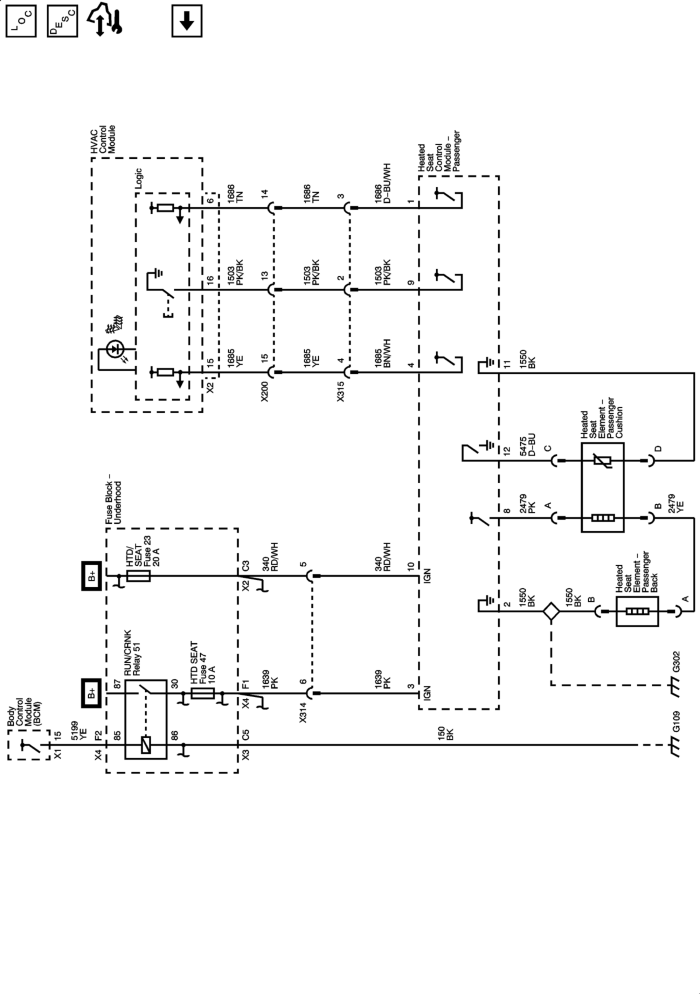 LOC
DESC
HVAC
Control
Module
Logic
6
16
15
X2
1686
TN
1503
PK/BK
1685
YE
14
13
15
X200
1686
TN
1503
PK/BK
1685
YE
3
2
4
X315
1686
D-BU/WH
1503
PK/BK
1685
BN/WH
1
9
4
Heated
Seat
Control
Module –
Passenger
Fuse Block –
Underhood
B+
HTD/
SEAT
Fuse 23
20 A
X2
C3
340
RD/WH
5
340
RD/WH
10
IGN
B+
RUN/CRNK
Relay 51
87
30
85
86
HTD SEAT
Fuse 47
10 A
X4
F1
1639
PK
6
X314
1639
PK
3
IGN
Body
Control
Module
(BCM)
X1
15
5199
YE
X4
F2
X3
C5
150
BK
G109
11
1550
BK
12
5475
D-BU
C
8
2479
PK
A
Heated
Seat
Element –
Passenger
Cushion
D
B
2479
YE
2
1550
BK
1550
BK
B
Heated
Seat
Element –
Passenger
Back
A
G302